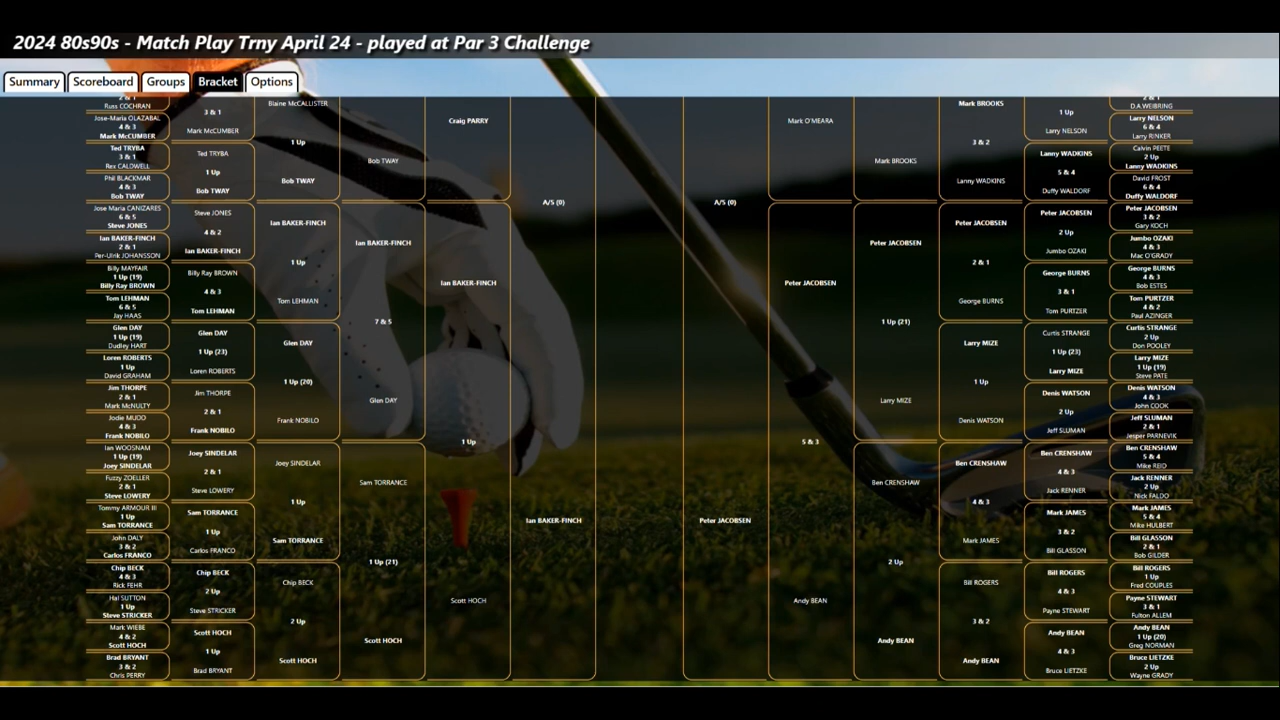 2024 80s90s - Match Play Trny April 24 - played at Par 3 Challenge
Summary
Scoreboard
Groups
Bracket
Options
2 & 1
Russ COCHRAN
Jose-Maria OLAZABAL
4 & 3
Mark McCUMBER
Ted TRYBA
3 & 1
Rex CALDWELL
Phil BLACKMAR
4 & 3
Bob TWAY
Jose Maria CANIZARES
6 & 5
Steve JONES
Ian BAKER-FINCH
2 & 1
Per-Ulrik JOHANSSON
Billy MAYFAIR
1 Up (19)
Billy Ray BROWN
Tom LEHMAN
6 & 5
Jay HAAS
Glen DAY
1 Up (19)
Dudley HART
Loren ROBERTS
1 Up
David GRAHAM
Jim THORPE
2 & 1
Mark McNULTY
Jodie MUDD
4 & 3
Frank NOBILO
Ian WOOSNAM
1 Up (19)
Joey SINDELAR
Fuzzy ZOELLER
2 & 1
Steve LOWERY
Tommy ARMOUR III
1 Up
Sam TORRANCE
John DALY
3 & 2
Carlos FRANCO
Chip BECK
4 & 3
Rick FEHR
Hal SUTTON
1 Up
Steve STRICKER
Mark WIEBE
4 & 2
Scott HOCH
Brad BRYANT
3 & 2
Chris PERRY
3 & 1
Mark McCUMBER
Ted TRYBA
1 Up
Bob TWAY
Steve JONES
4 & 2
Ian BAKER-FINCH
Billy Ray BROWN
4 & 3
Tom LEHMAN
Glen DAY
1 Up (23)
Loren ROBERTS
Jim THORPE
2 & 1
Frank NOBILO
Joey SINDELAR
2 & 1
Steve LOWERY
Sam TORRANCE
1 Up
Carlos FRANCO
Chip BECK
2 Up
Steve STRICKER
Scott HOCH
1 Up
Brad BRYANT
Blaine McCALLISTER
1 Up
Bob TWAY
Ian BAKER-FINCH
1 Up
Tom LEHMAN
Glen DAY
1 Up (20)
Frank NOBILO
Joey SINDELAR
1 Up
Sam TORRANCE
Chip BECK
2 Up
Scott HOCH
Bob TWAY
Ian BAKER-FINCH
7 & 5
Glen DAY
Sam TORRANCE
1 Up (21)
Scott HOCH
Craig PARRY
Ian BAKER-FINCH
1 Up
Scott HOCH
A/S (0)
Ian BAKER-FINCH
A/S (0)
Peter JACOBSEN
Mark O'MEARA
Peter JACOBSEN
5 & 3
Andy BEAN
Mark BROOKS
Peter JACOBSEN
1 Up (21)
Larry MIZE
Ben CRENSHAW
2 Up
Andy BEAN
Mark BROOKS
3 & 2
Lanny WADKINS
Peter JACOBSEN
2 & 1
George BURNS
Larry MIZE
1 Up
Denis WATSON
Ben CRENSHAW
4 & 3
Mark JAMES
Bill ROGERS
3 & 2
Andy BEAN
1 Up
Larry NELSON
Lanny WADKINS
5 & 4
Duffy WALDORF
Peter JACOBSEN
2 Up
Jumbo OZAKI
George BURNS
3 & 1
Tom PURTZER
Curtis STRANGE
1 Up (23)
Larry MIZE
Denis WATSON
2 Up
Jeff SLUMAN
Ben CRENSHAW
4 & 3
Jack RENNER
Mark JAMES
3 & 2
Bill GLASSON
Bill ROGERS
4 & 3
Payne STEWART
Andy BEAN
4 & 3
Bruce LIETZKE
2 & 1
D.A.WEIBRING
Larry NELSON
6 & 4
Larry RINKER
Calvin PEETE
2 Up
Lanny WADKINS
David FROST
6 & 4
Duffy WALDORF
Peter JACOBSEN
3 & 2
Gary KOCH
Jumbo OZAKI
4 & 3
Mac O'GRADY
George BURNS
4 & 3
Bob ESTES
Tom PURTZER
4 & 2
Paul AZINGER
Curtis STRANGE
2 Up
Don POOLEY
Larry MIZE
1 Up (19)
Steve PATE
Denis WATSON
4 & 3
John COOK
Jeff SLUMAN
2 & 1
Jesper PARNEVIK
Ben CRENSHAW
5 & 4
Mike REID
Jack RENNER
2 Up
Nick FALDO
Mark JAMES
5 & 4
Mike HULBERT
Bill GLASSON
2 & 1
Bob GILDER
Bill ROGERS
1 Up
Fred COUPLES
Payne STEWART
3 & 1
Fulton ALLEM
Andy BEAN
1 Up (20)
Greg NORMAN
Bruce LIETZKE
2 Up
Wayne GRADY